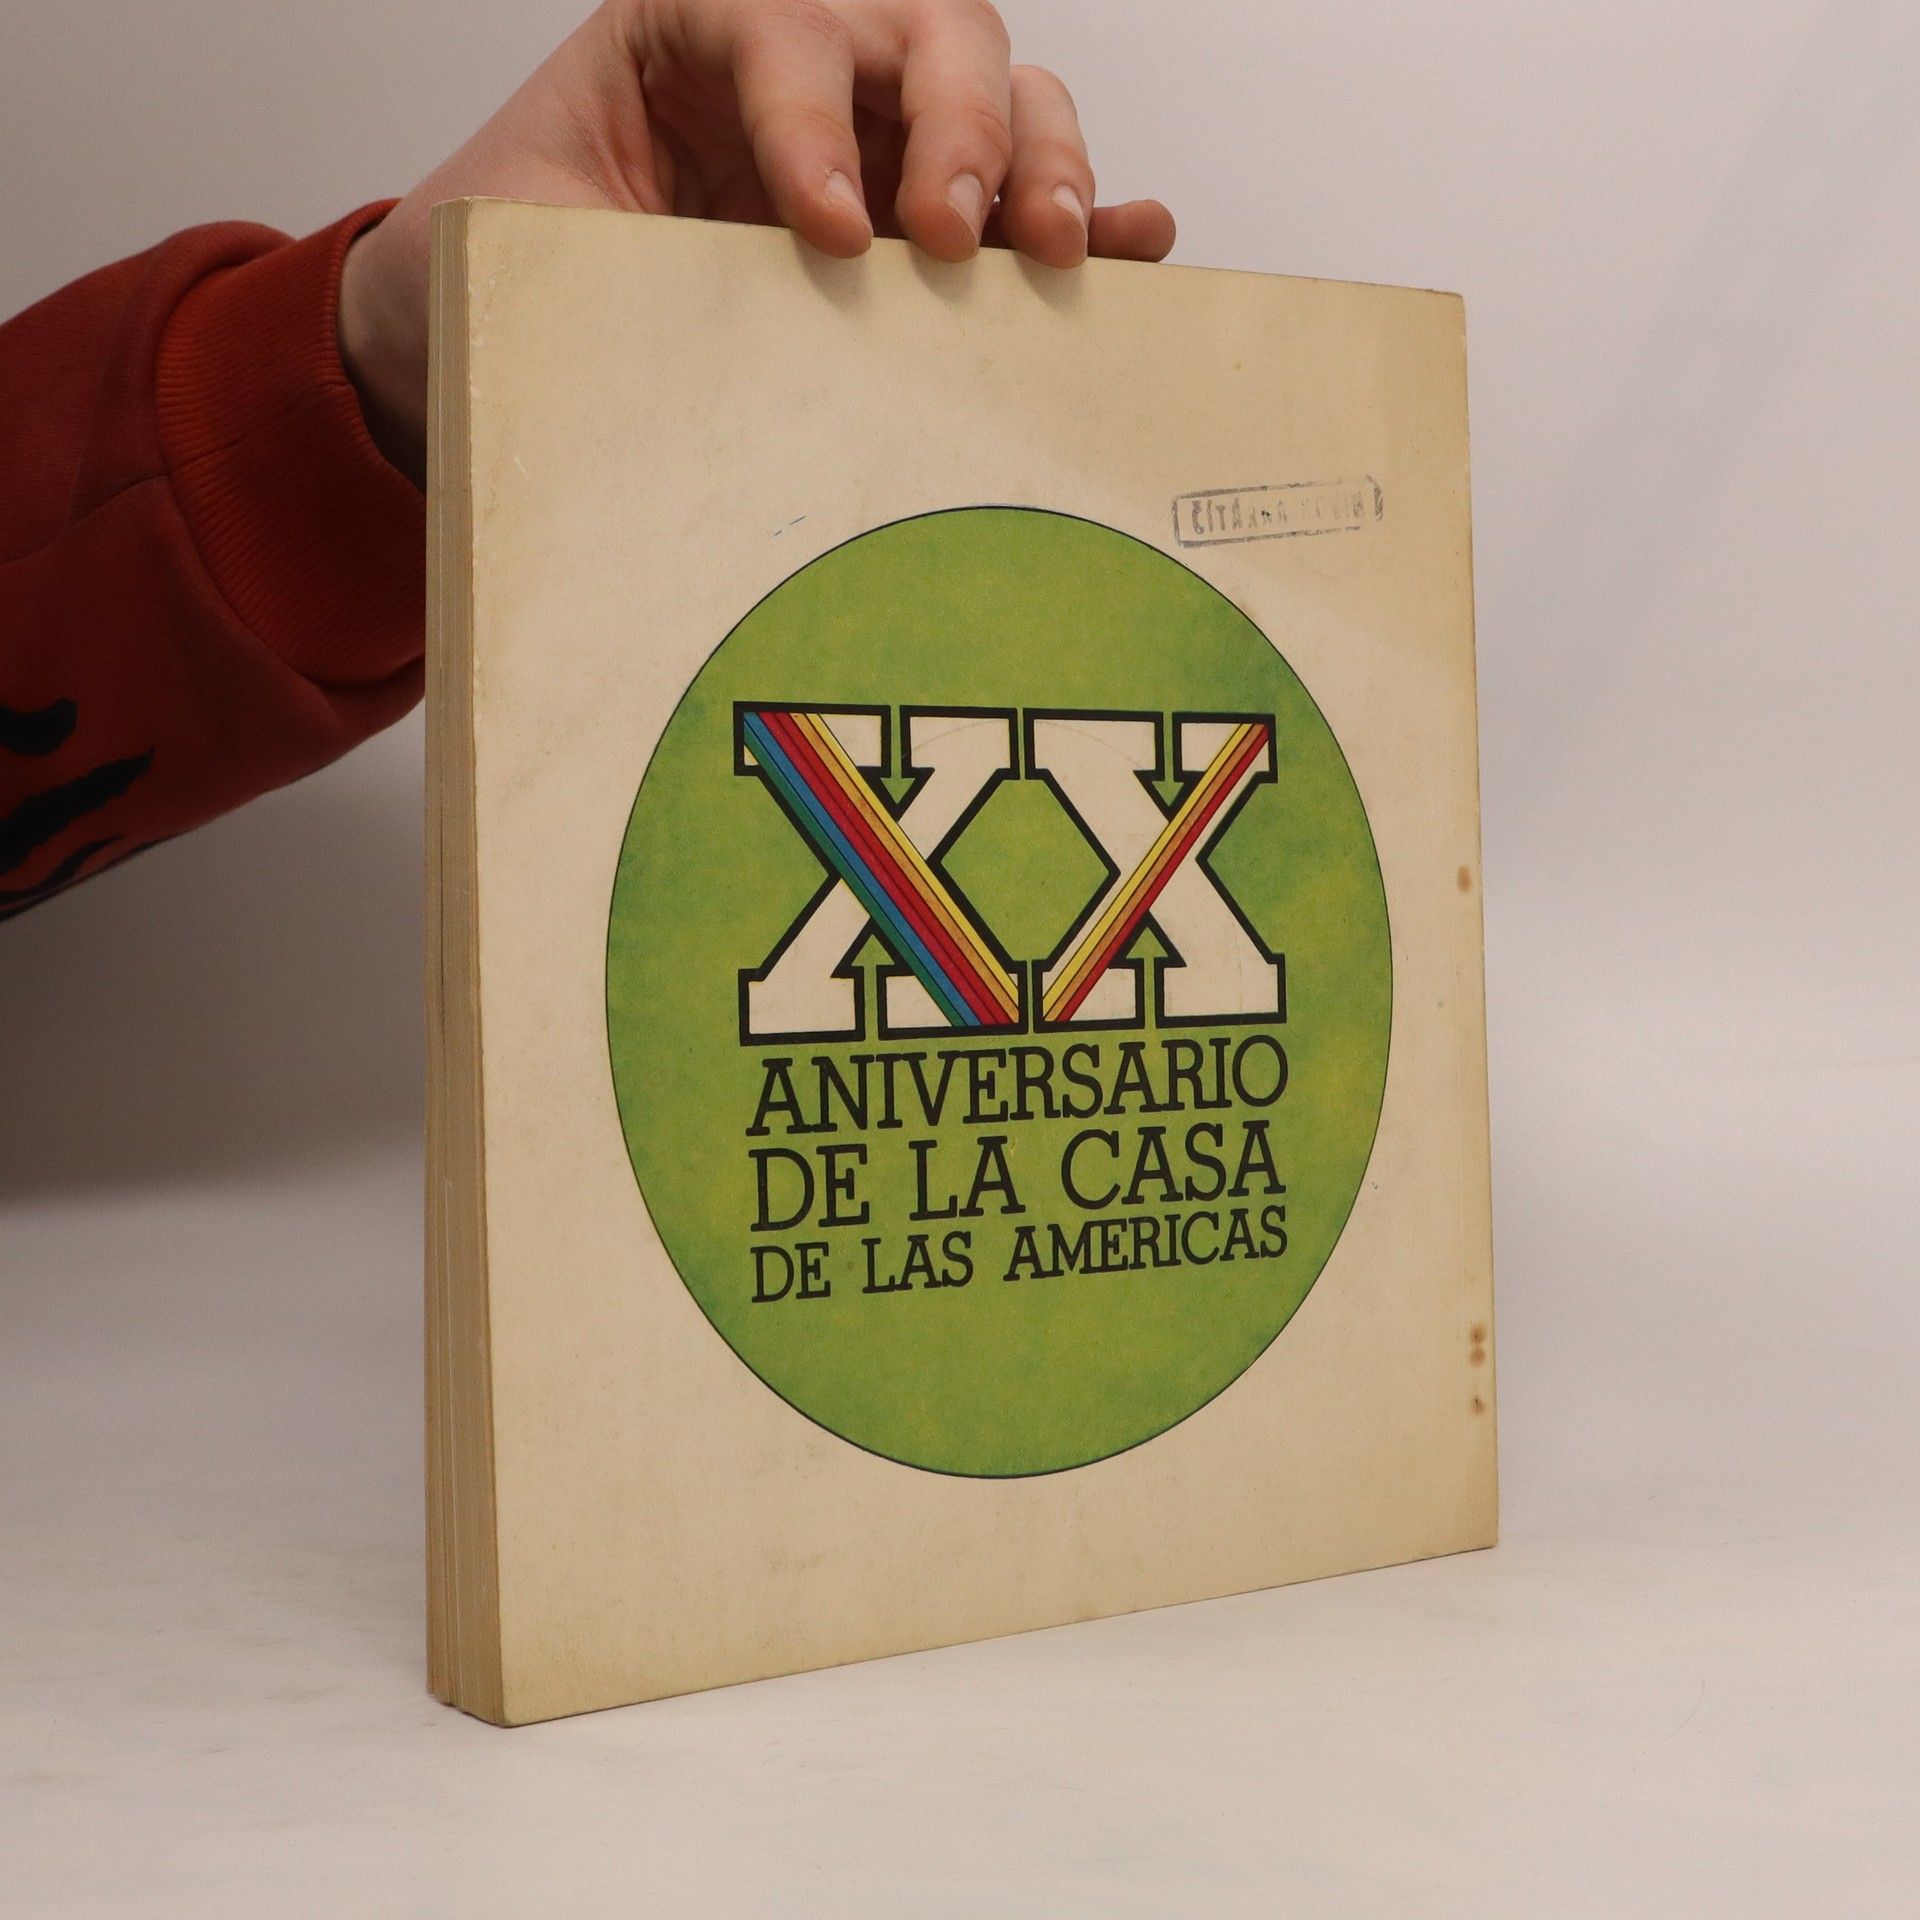 XX
ANIVERSARIO
DE LA CASA
DE LAS AMERICAS